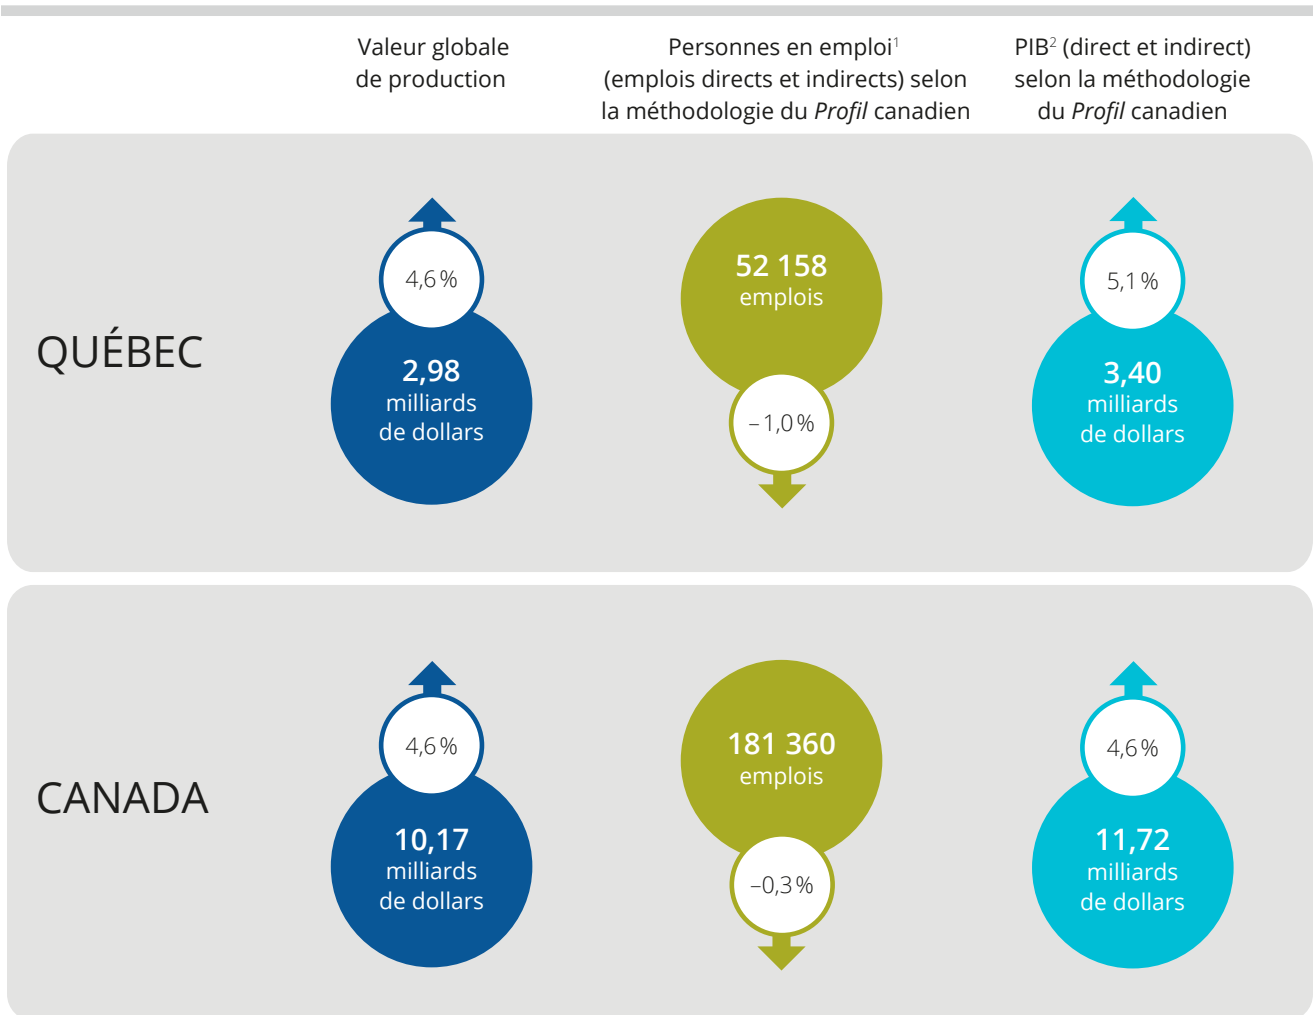 Valeur globale
de production
Personnes en emploi¹
(emplois directs et indirects) selon
la méthodologie du Profil canadien
PIB² (direct et indirect)
selon la méthodologie
du Profil canadien
QUÉBEC
4,6 %
2,98
milliards
de dollars
52 158
emplois
– 1,0 %
5,1 %
3,40
milliards
de dollars
CANADA
4,6 %
10,17
milliards
de dollars
181 360
emplois
–0,3 %
4,6 %
11,72
milliards
de dollars